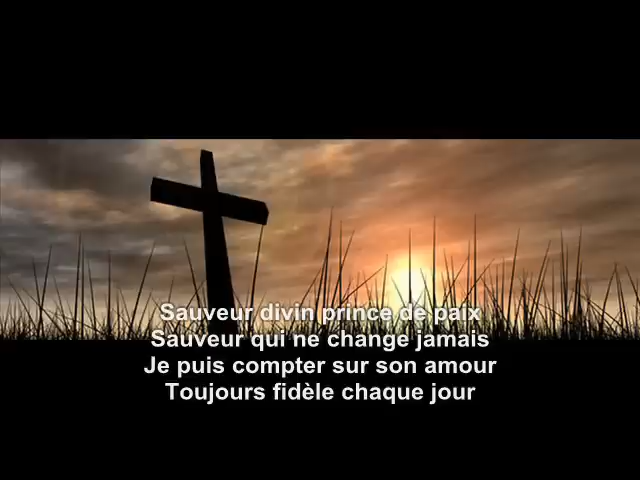 Sauveur divin prince de paix
Sauveur qui ne change jamais
Je puis compter sur son amour
Toujours fidèle chaque jour